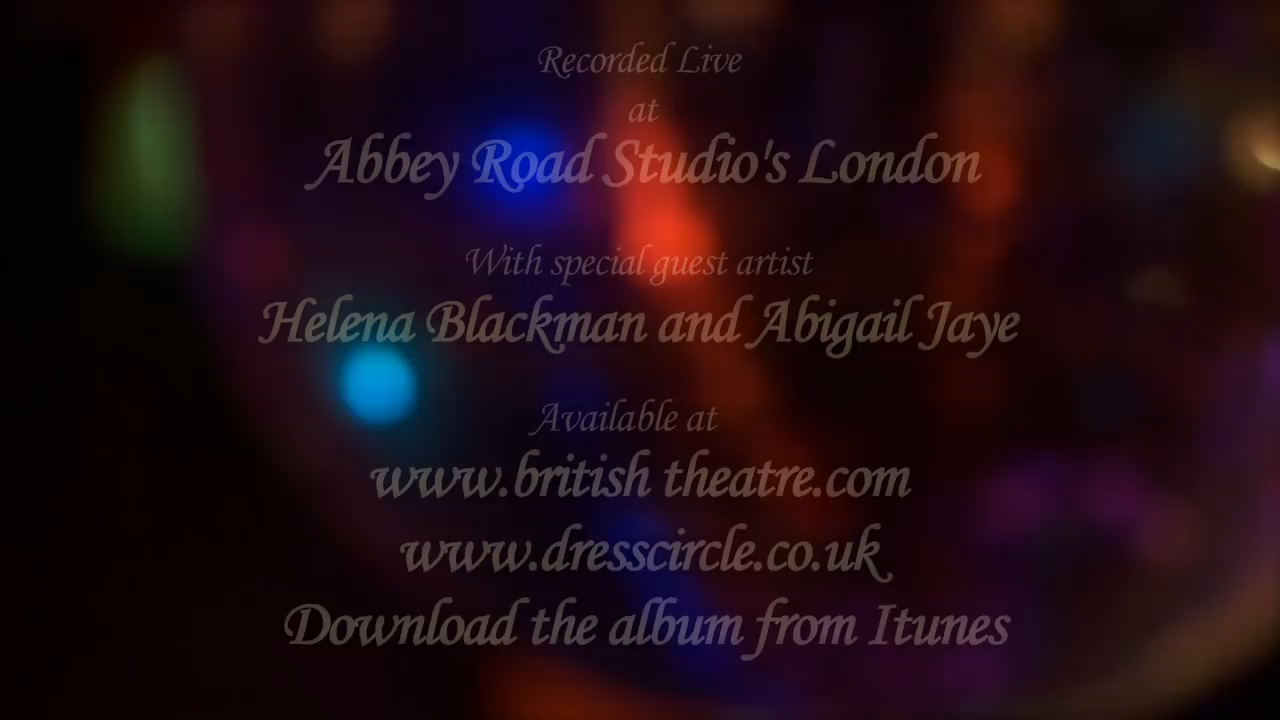 Recorded Live
at
Abbey Road Studio's London
With special guest artist
Helena Blackman and Abigail Jaye
Available at
www.british theatre.com
www.dresscircle.co.uk
Download the album from Itunes